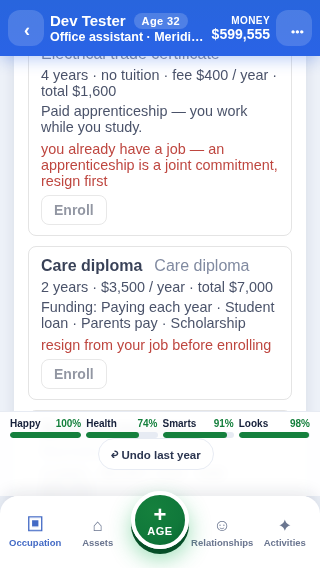 ‹ Dev Tester Age 32 MONEY ...
Office assistant · Meridi... $599,555
Electrical trade certificate
4 years · no tuition · fee $400 / year ·
total $1,600
Paid apprenticeship — you work
while you study.
you already have a job — an
apprenticeship is a joint commitment,
resign first
Enroll
Care diploma Care diploma
2 years · $3,500 / year · total $7,000
Funding: Paying each year · Student
loan · Parents pay · Scholarship
resign from your job before enrolling
Enroll
Happy 100% Health 74% Smarts 91% Looks 98%
Undo last year
+
AGE
Occupation Assets Relationships Activities